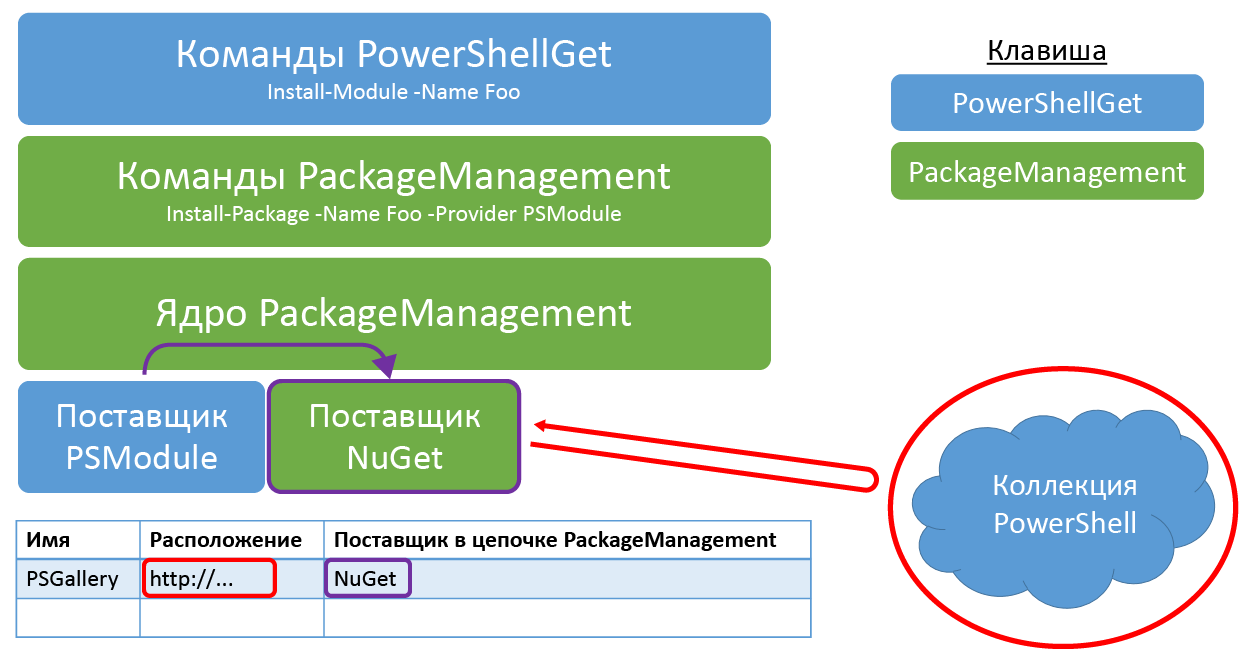 Команды PowerShellGet
Install-Module -Name Foo
Клавиша
PowerShellGet
PackageManagement
Команды PackageManagement
Install-Package -Name Foo -Provider PSModule
Ядро PackageManagement
Поставщик
PSModule
Поставщик
NuGet
Коллекция
PowerShell
Имя Расположение Поставщик в цепочке PackageManagement
PSGallery http://... NuGet